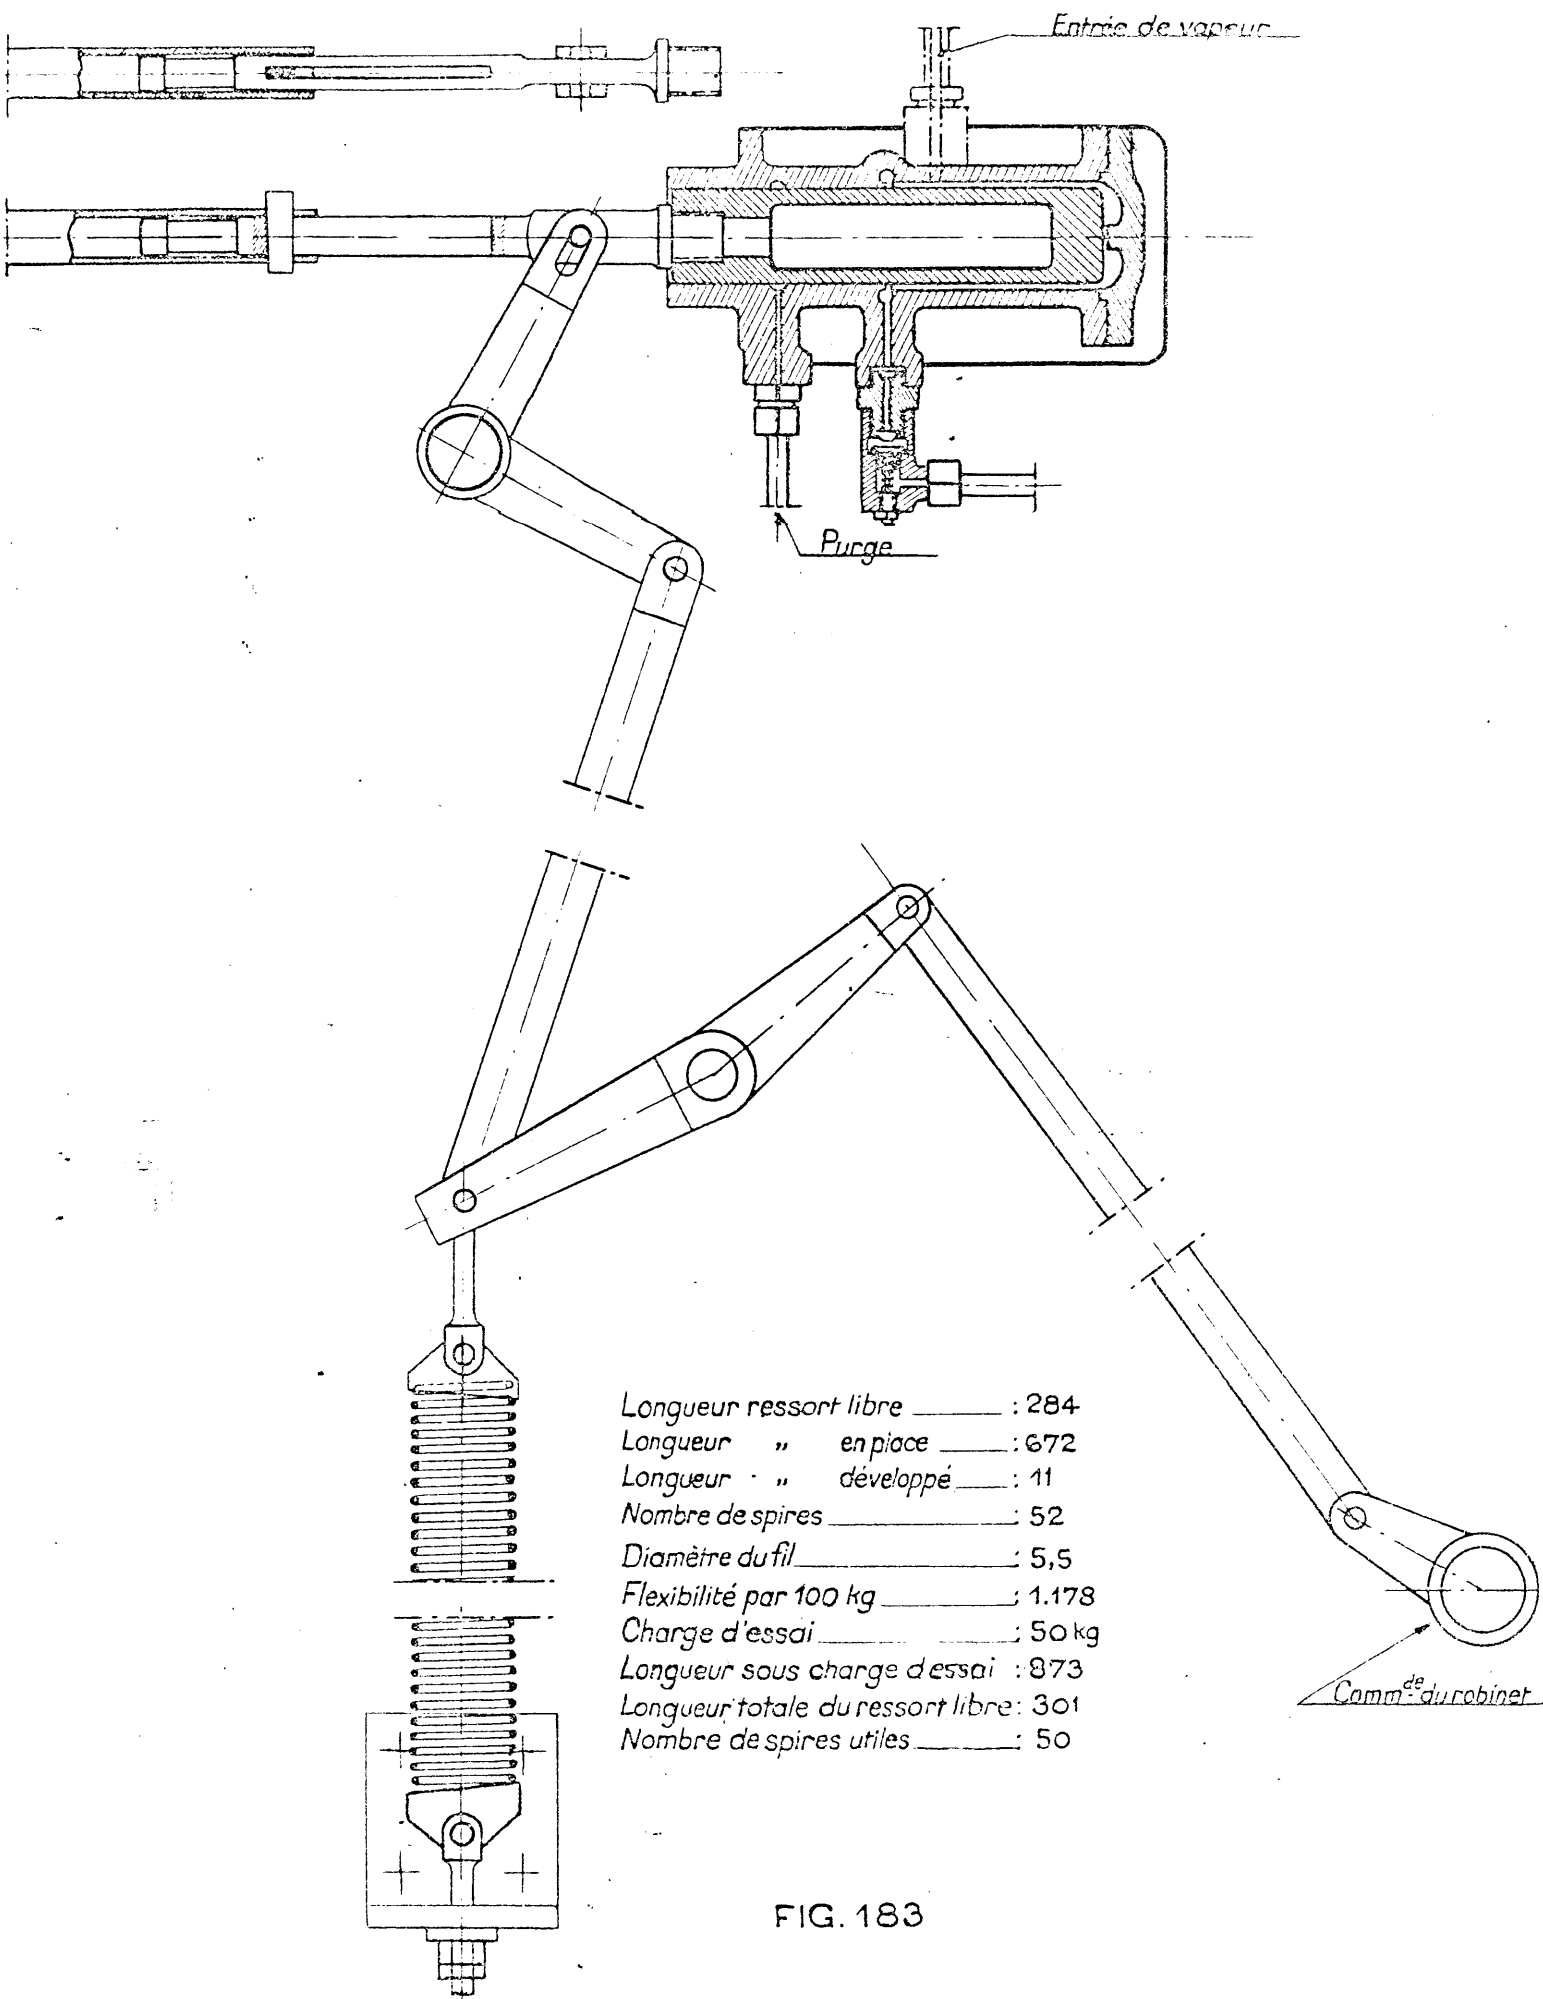 Entrée de vapeur
Purge
Longueur ressort libre : 284
Longueur „ en place : 672
Longueur „ développé : 11
Nombre de spires : 52
Diamètre du fil : 5,5
Flexibilité par 100 kg : 1.178
Charge d'essai : 50 kg
Longueur sous charge d'essai : 873
Longueur totale du ressort libre : 301
Nombre de spires utiles : 50
Commde du robinet
FIG. 183